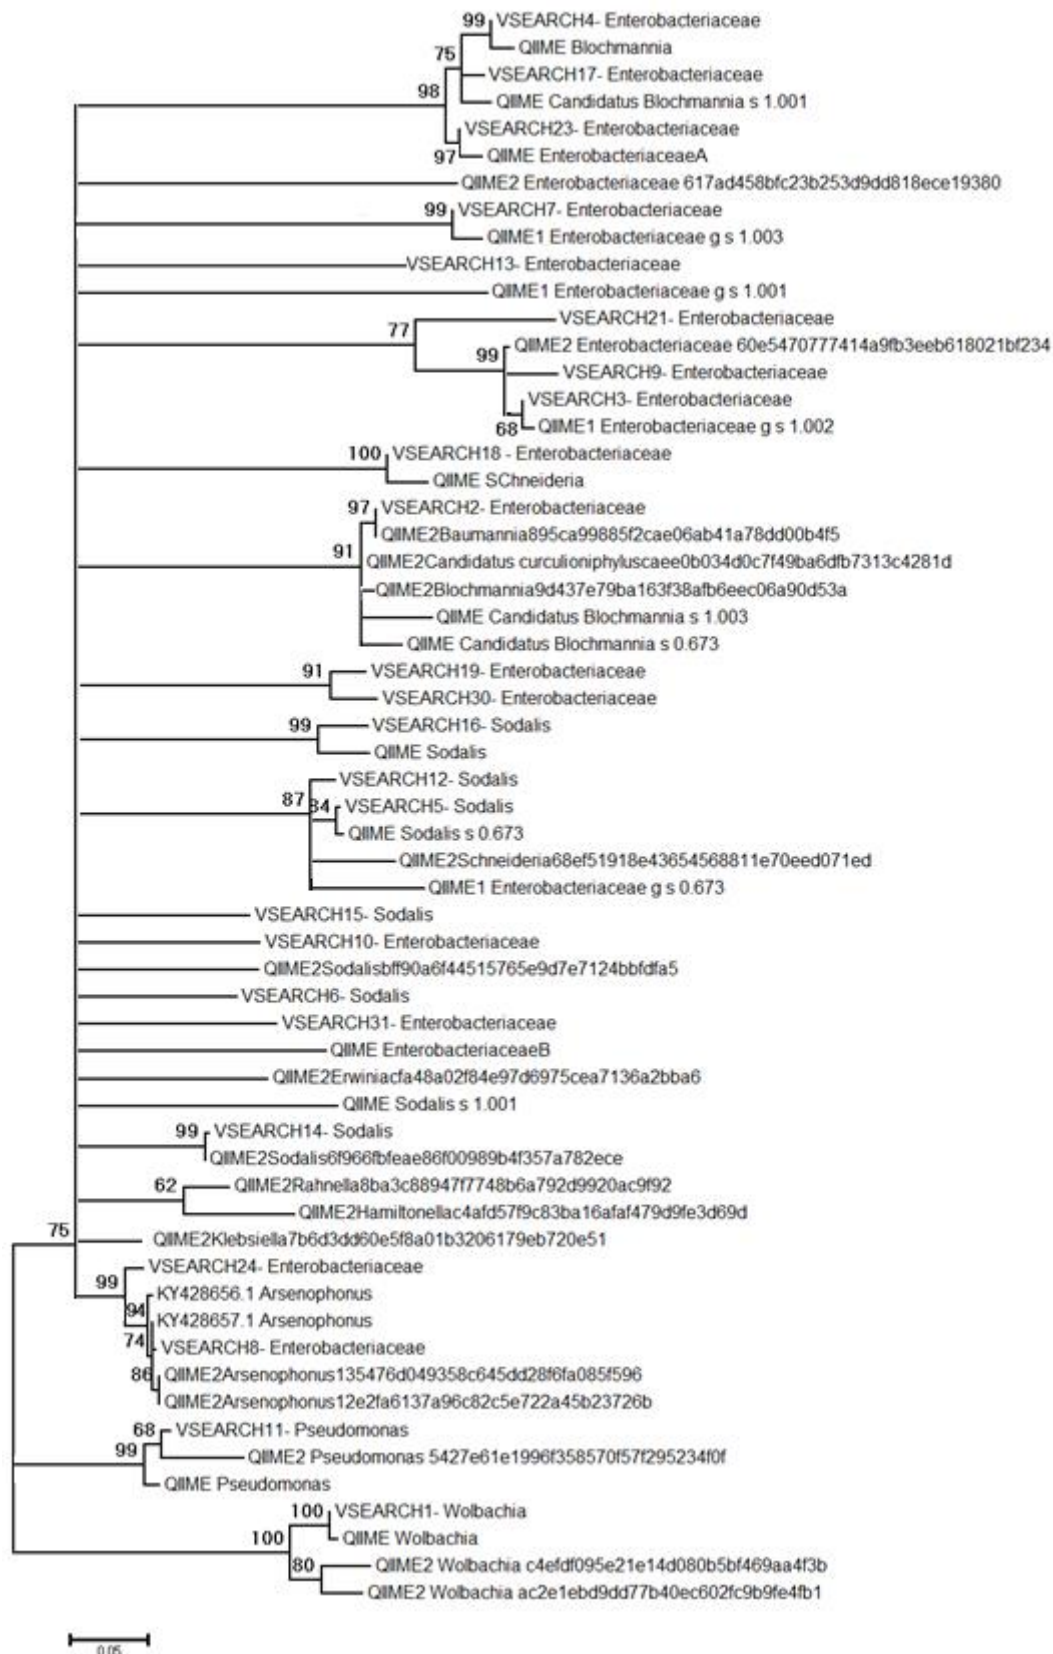 99 VSEARCH4- Enterobacteriaceae
QIIME Blochmannia
75
VSEARCH17- Enterobacteriaceae
98
QIIME Candidatus Blochmannia s 1.001
VSEARCH23- Enterobacteriaceae
97 QIIME EnterobacteriaceaeA
QIIME2 Enterobacteriaceae 617ad458bfc23b253d9dd818ece19380
99 VSEARCH7- Enterobacteriaceae
QIIME1 Enterobacteriaceae g s 1.003
VSEARCH13- Enterobacteriaceae
QIIME1 Enterobacteriaceae g s 1.001
VSEARCH21- Enterobacteriaceae
77
QIIME2 Enterobacteriaceae 60e5470777414a9fb3eeb618021bf234
99
VSEARCH9- Enterobacteriaceae
VSEARCH3- Enterobacteriaceae
68 QIIME1 Enterobacteriaceae g s 1.002
100 VSEARCH18 - Enterobacteriaceae
QIIME SChneideria
97 VSEARCH2- Enterobacteriaceae
QIIME2Baumannia895ca99885f2cae06ab41a78dd00b4f5
91
QIIME2Candidatus curculioniphyluscaee0b034d0c7f49ba6dfb7313c4281d
QIIME2Blochmannia9d437e79ba163f38afb6eec06a90d53a
QIIME Candidatus Blochmannia s 1.003
QIIME Candidatus Blochmannia s 0.673
91 VSEARCH19- Enterobacteriaceae
VSEARCH30- Enterobacteriaceae
99 VSEARCH16- Sodalis
QIIME Sodalis
VSEARCH12- Sodalis
87 84 VSEARCH5- Sodalis
QIIME Sodalis s 0.673
QIIME2Schneideria68ef51918e43654568811e70eed071ed
QIIME1 Enterobacteriaceae g s 0.673
VSEARCH15- Sodalis
VSEARCH10- Enterobacteriaceae
QIIME2Sodalisbff90a6f44515765e9d7e7124bbfdfa5
VSEARCH6- Sodalis
VSEARCH31- Enterobacteriaceae
QIIME EnterobacteriaceaeB
QIIME2Erwiniacfa48a02f84e97d6975cea7136a2bba6
QIIME Sodalis s 1.001
99 VSEARCH14- Sodalis
QIIME2Sodalis6f966fbfeae86f00989b4f357a782ece
62 QIIME2Rahnella8ba3c88947f7748b6a792d9920ac9f92
QIIME2Hamiltonellac4afd57f9c83ba16afaf479d9fe3d69d
75
QIIME2Klebsiella7b6d3dd60e5f8a01b3206179eb720e51
VSEARCH24- Enterobacteriaceae
99
KY428656.1 Arsenophonus
94
KY428657.1 Arsenophonus
74
VSEARCH8- Enterobacteriaceae
86 QIIME2Arsenophonus135476d049358c645dd28f6fa085f596
QIIME2Arsenophonus12e2fa6137a96c82c5e722a45b23726b
68 VSEARCH11- Pseudomonas
99
QIIME2 Pseudomonas 5427e61e1996f358570f57f295234f0f
QIIME Pseudomonas
100 VSEARCH1- Wolbachia
100
QIIME Wolbachia
80 QIIME2 Wolbachia c4efdf095e21e14d080b5bf469aa4f3b
QIIME2 Wolbachia ac2e1ebd9dd77b40ec602fc9b9fe4fb1
0.05